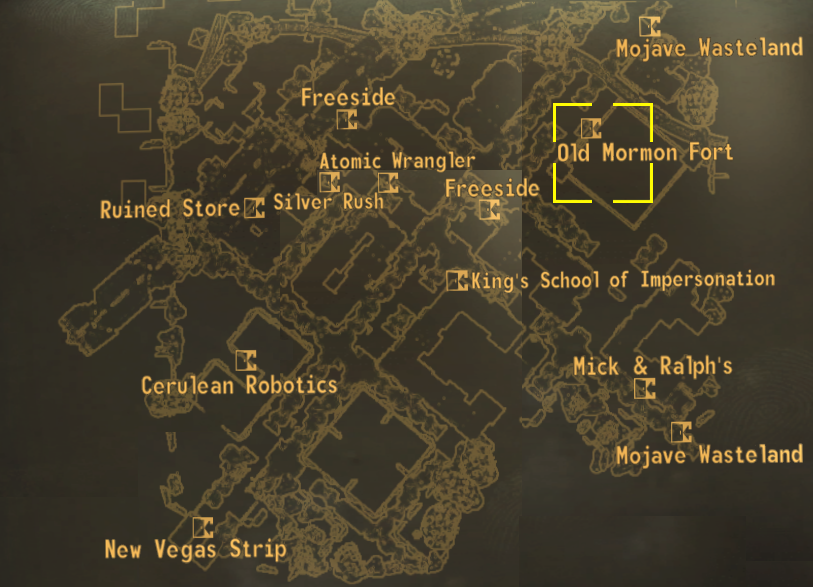 Mojave Wasteland
Freeside
Old Mormon Fort
Atomic Wrangler
Freeside
Silver Rush
Ruined Store
King's School of Impersonation
Mick & Ralph's
Cerulean Robotics
Mojave Wasteland
New Vegas Strip